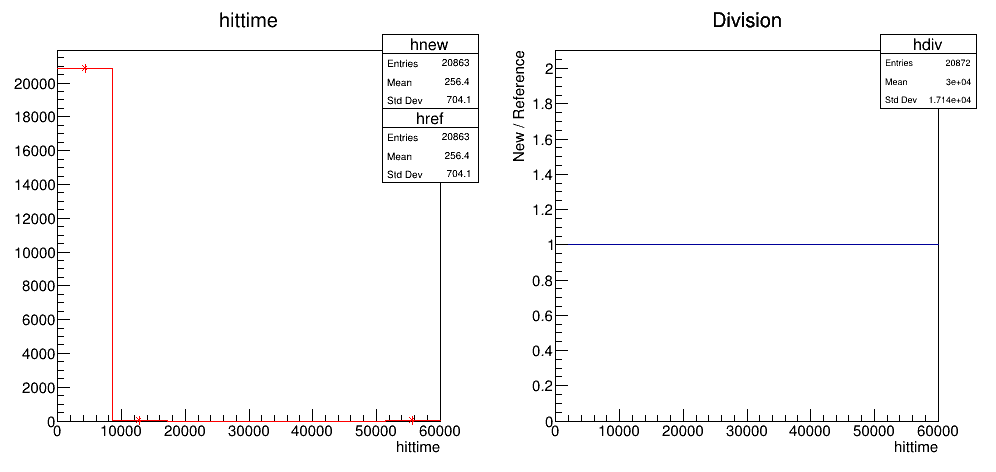 hittime
hnew
Entries 20863
Mean 256.4
Std Dev 704.1
href
Entries 20863
Mean 256.4
Std Dev 704.1
20000
18000
16000
14000
12000
10000
8000
6000
4000
2000
0
0 10000 20000 30000 40000 50000 60000
hittime
Division
hdiv
Entries 20872
Mean 3e+04
Std Dev 1.714e+04
New / Reference
2
1.8
1.6
1.4
1.2
1
0.8
0.6
0.4
0.2
0
0 10000 20000 30000 40000 50000 60000
hittime